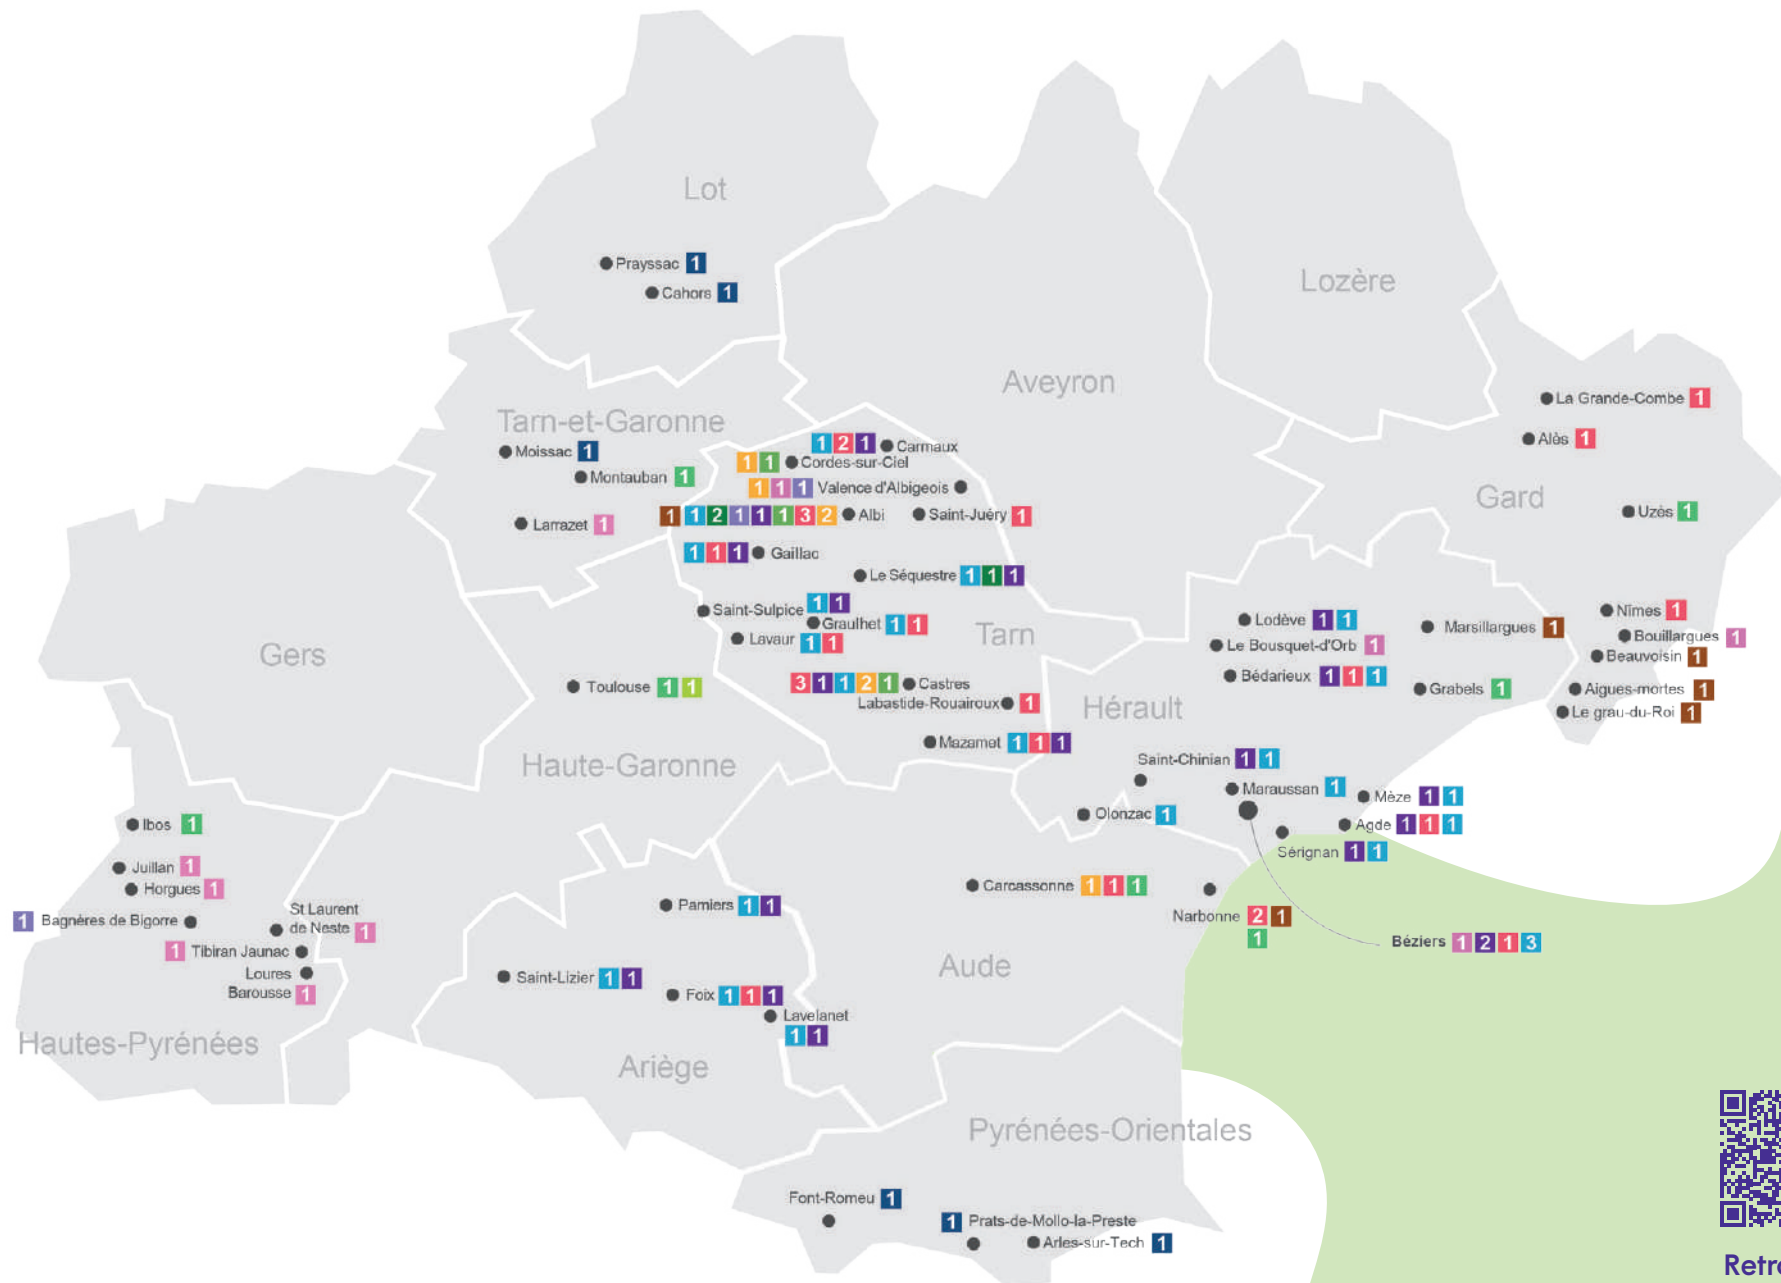 Lot
Prayssac 1
Cahors 1
Lozère
Aveyron
La Grande-Combe 1
Alès 1
Gard
Uzès 1
Tarn-et-Garonne
Moissac 1
Montauban 1
Larrazet 1
1 2 1 Carmaux
1 1 Cordes-sur-Ciel
1 1 1 Valence d'Albigeois
1 1 2 1 1 1 3 2 Albi
Saint-Juéry 1
1 1 1 Gaillac
Le Séquestre 1 1 1
Saint-Sulpice 1 1
Graulhet 1 1
Lavaur 1 1
Tarn
3 1 1 2 1 Castres
Labastide-Rouairoux 1
Mazamet 1 1 1
Gers
Toulouse 1 1
Haute-Garonne
Lodève 1 1
Le Bousquet-d'Orb 1
Bédarieux 1 1 1
Marsillargues 1
Grabels 1
Hérault
Nîmes 1
Bouillargues 1
Beauvoisin 1
Aigues-mortes 1
Le grau-du-Roi 1
Saint-Chinian 1 1
Maraussan 1
Olonzac 1
Mèze 1 1
Agde 1 1 1
Sérignan 1 1
Béziers 1 2 1 3
Ibos 1
Juillan 1
Horgues 1
1 Bagnères de Bigorre
St Laurent
de Neste 1
1 Tibiran Jaunac
Loures
Barousse 1
Hautes-Pyrénées
Pamiers 1 1
Saint-Lizier 1 1
Foix 1 1 1
Lavelanet
1 1
Ariège
Carcassonne 1 1 1
Narbonne 2 1
1
Aude
Pyrénées-Orientales
Font-Romeu 1
1 Prats-de-Mollo-la-Preste
Arles-sur-Tech 1
Retro